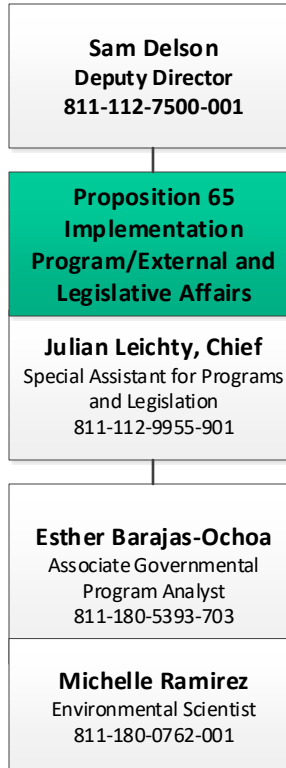 Sam Delson
Deputy Director
811-112-7500-001
Proposition 65
Implementation
Program/External and
Legislative Affairs
Julian Leichty, Chief
Special Assistant for Programs
and Legislation
811-112-9955-901
Esther Barajas-Ochoa
Associate Governmental
Program Analyst
811-180-5393-703
Michelle Ramirez
Environmental Scientist
811-180-0762-001